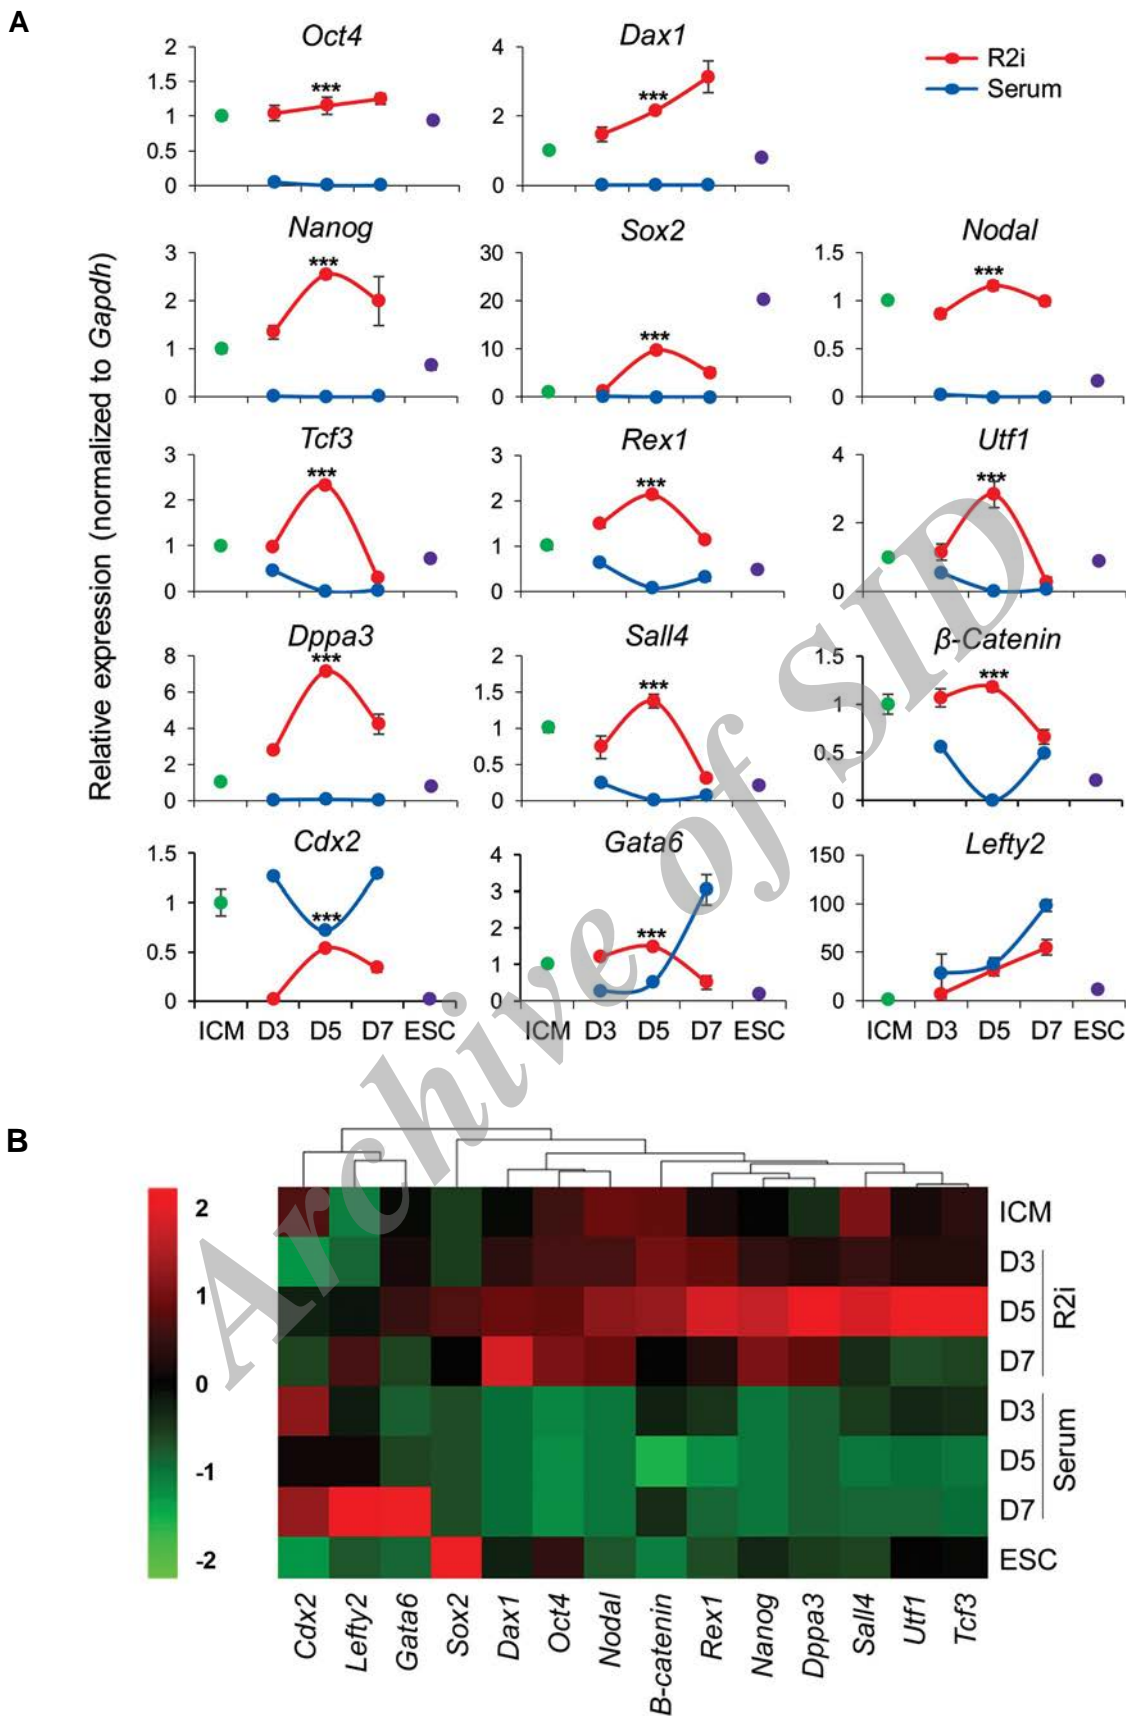 A
Oct4
Dax1
R2i
Serum
2
1.5
1
0.5
0
***
4
2
0
***
Relative expression (normalized to Gapdh)
Nanog
Sox2
Nodal
3
2
1
0
***
30
20
10
0
***
1.5
1
0.5
0
***
Tcf3
Rex1
Utf1
3
2
1
0
***
3
2
1
0
***
4
2
0
***
Dppa3
Sall4
β-Catenin
8
6
4
2
0
***
2
1.5
1
0.5
0
***
1.5
1
0.5
0
***
Cdx2
Gata6
Lefty2
1.5
1
0.5
0
***
4
3
2
1
0
***
150
100
50
0
ICM D3 D5 D7 ESC
ICM D3 D5 D7 ESC
ICM D3 D5 D7 ESC
Archive of SID
B
2
1
0
-1
-2
ICM
D3
D5
D7
R2i
D3
D5
D7
Serum
ESC
Cdx2
Lefty2
Gata6
Sox2
Dax1
Oct4
Nodal
B-catenin
Rex1
Nanog
Dppa3
Sall4
Utf1
Tcf3